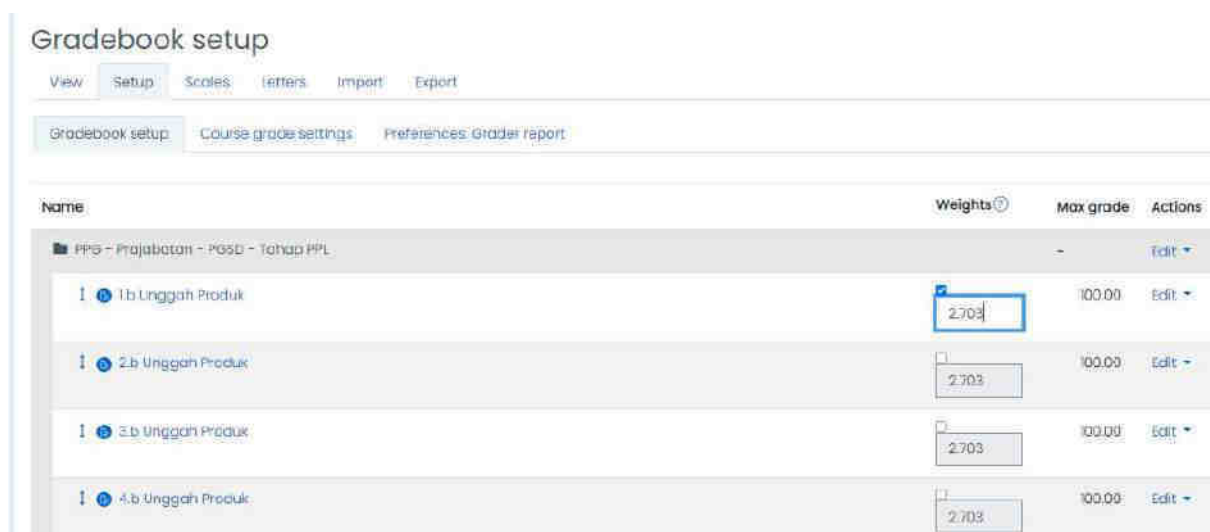 Gradebook setup
View Setup Scales Letters Import Export
Gradebook setup Course grade settings Preferences: Grader report
Name Weights Max grade Actions
PPG - Prajabatan - PGSD - Tahap PPL - Edit
1.b Unggah Produk 2.703 100.00 Edit
2.b Unggah Produk 2.703 100.00 Edit
3.b Unggah Produk 2.703 100.00 Edit
4.b Unggah Produk 2.703 100.00 Edit